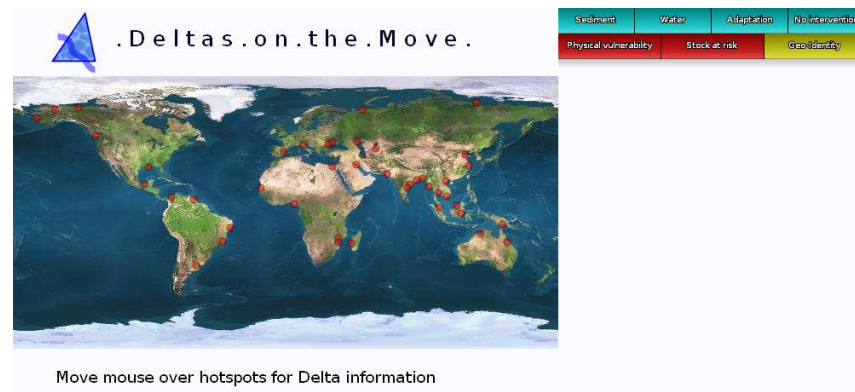 .Deltas.on.the.Move.
Sediment Water Adaptation No intervention
Physical vulnerability Stock at risk Geo-Identity
Move mouse over hotspots for Delta information